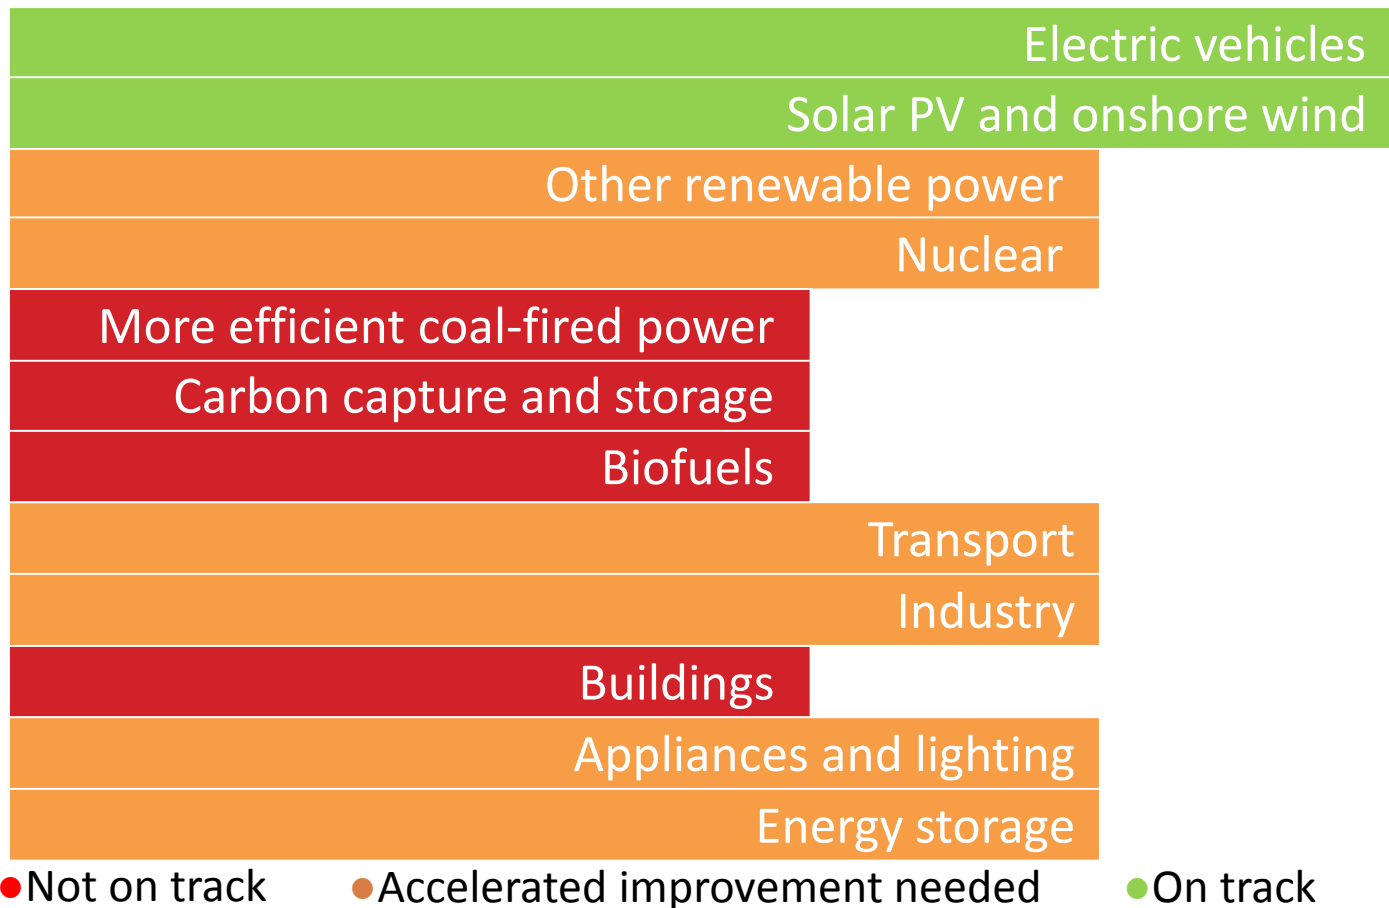 Electric vehicles
Solar PV and onshore wind
Other renewable power
Nuclear
More efficient coal-fired power
Carbon capture and storage
Biofuels
Transport
Industry
Buildings
Appliances and lighting
Energy storage
Not on track Accelerated improvement needed On track